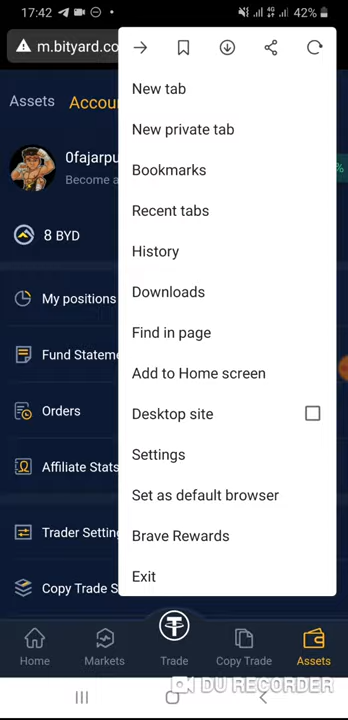 17:42
42%
m.bityard.co
New tab
Assets Accou
New private tab
0fajarpu
Become a
%
Bookmarks
Recent tabs
8 BYD
History
My positions
Downloads
Find in page
Fund Stateme
Add to Home screen
Orders
Desktop site
Settings
Affiliate Stats
Set as default browser
Trader Setting
Brave Rewards
Copy Trade S
Exit
Home Markets Trade Copy Trade Assets
DU RECORDER